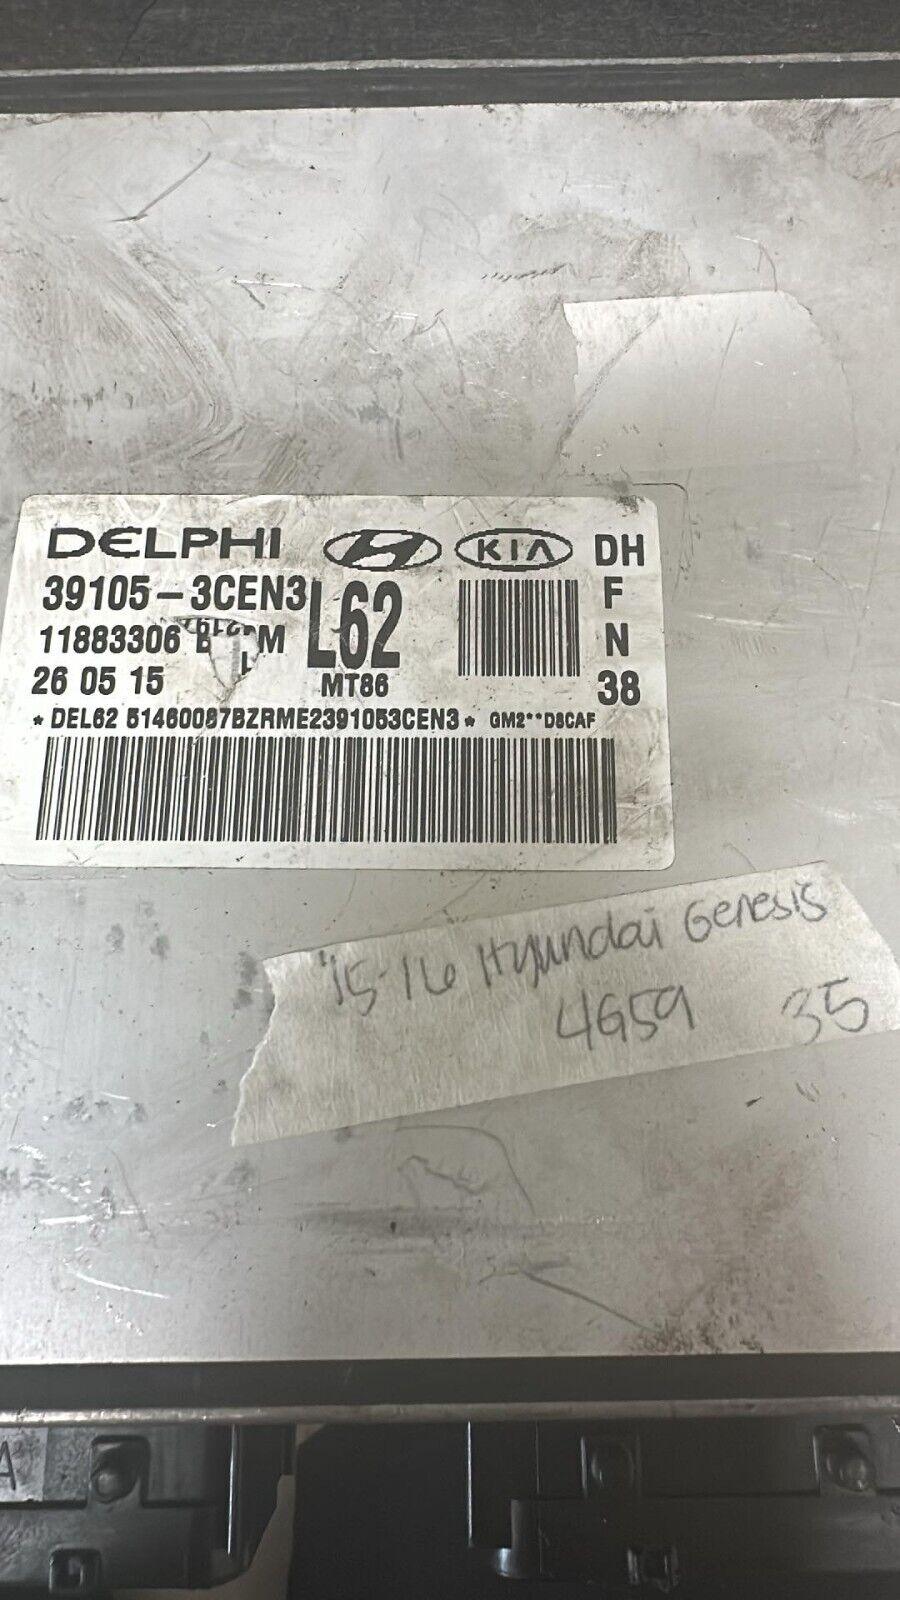 DELPHI KIA DH
39105-3CEN3 L62 F
11883306 M N
26 05 15 MT86 38
*DEL62 51460087BZRME2391053CEN3* GM2**D8CAF
'15-16 Hyundai Genesis
4G59 35
A